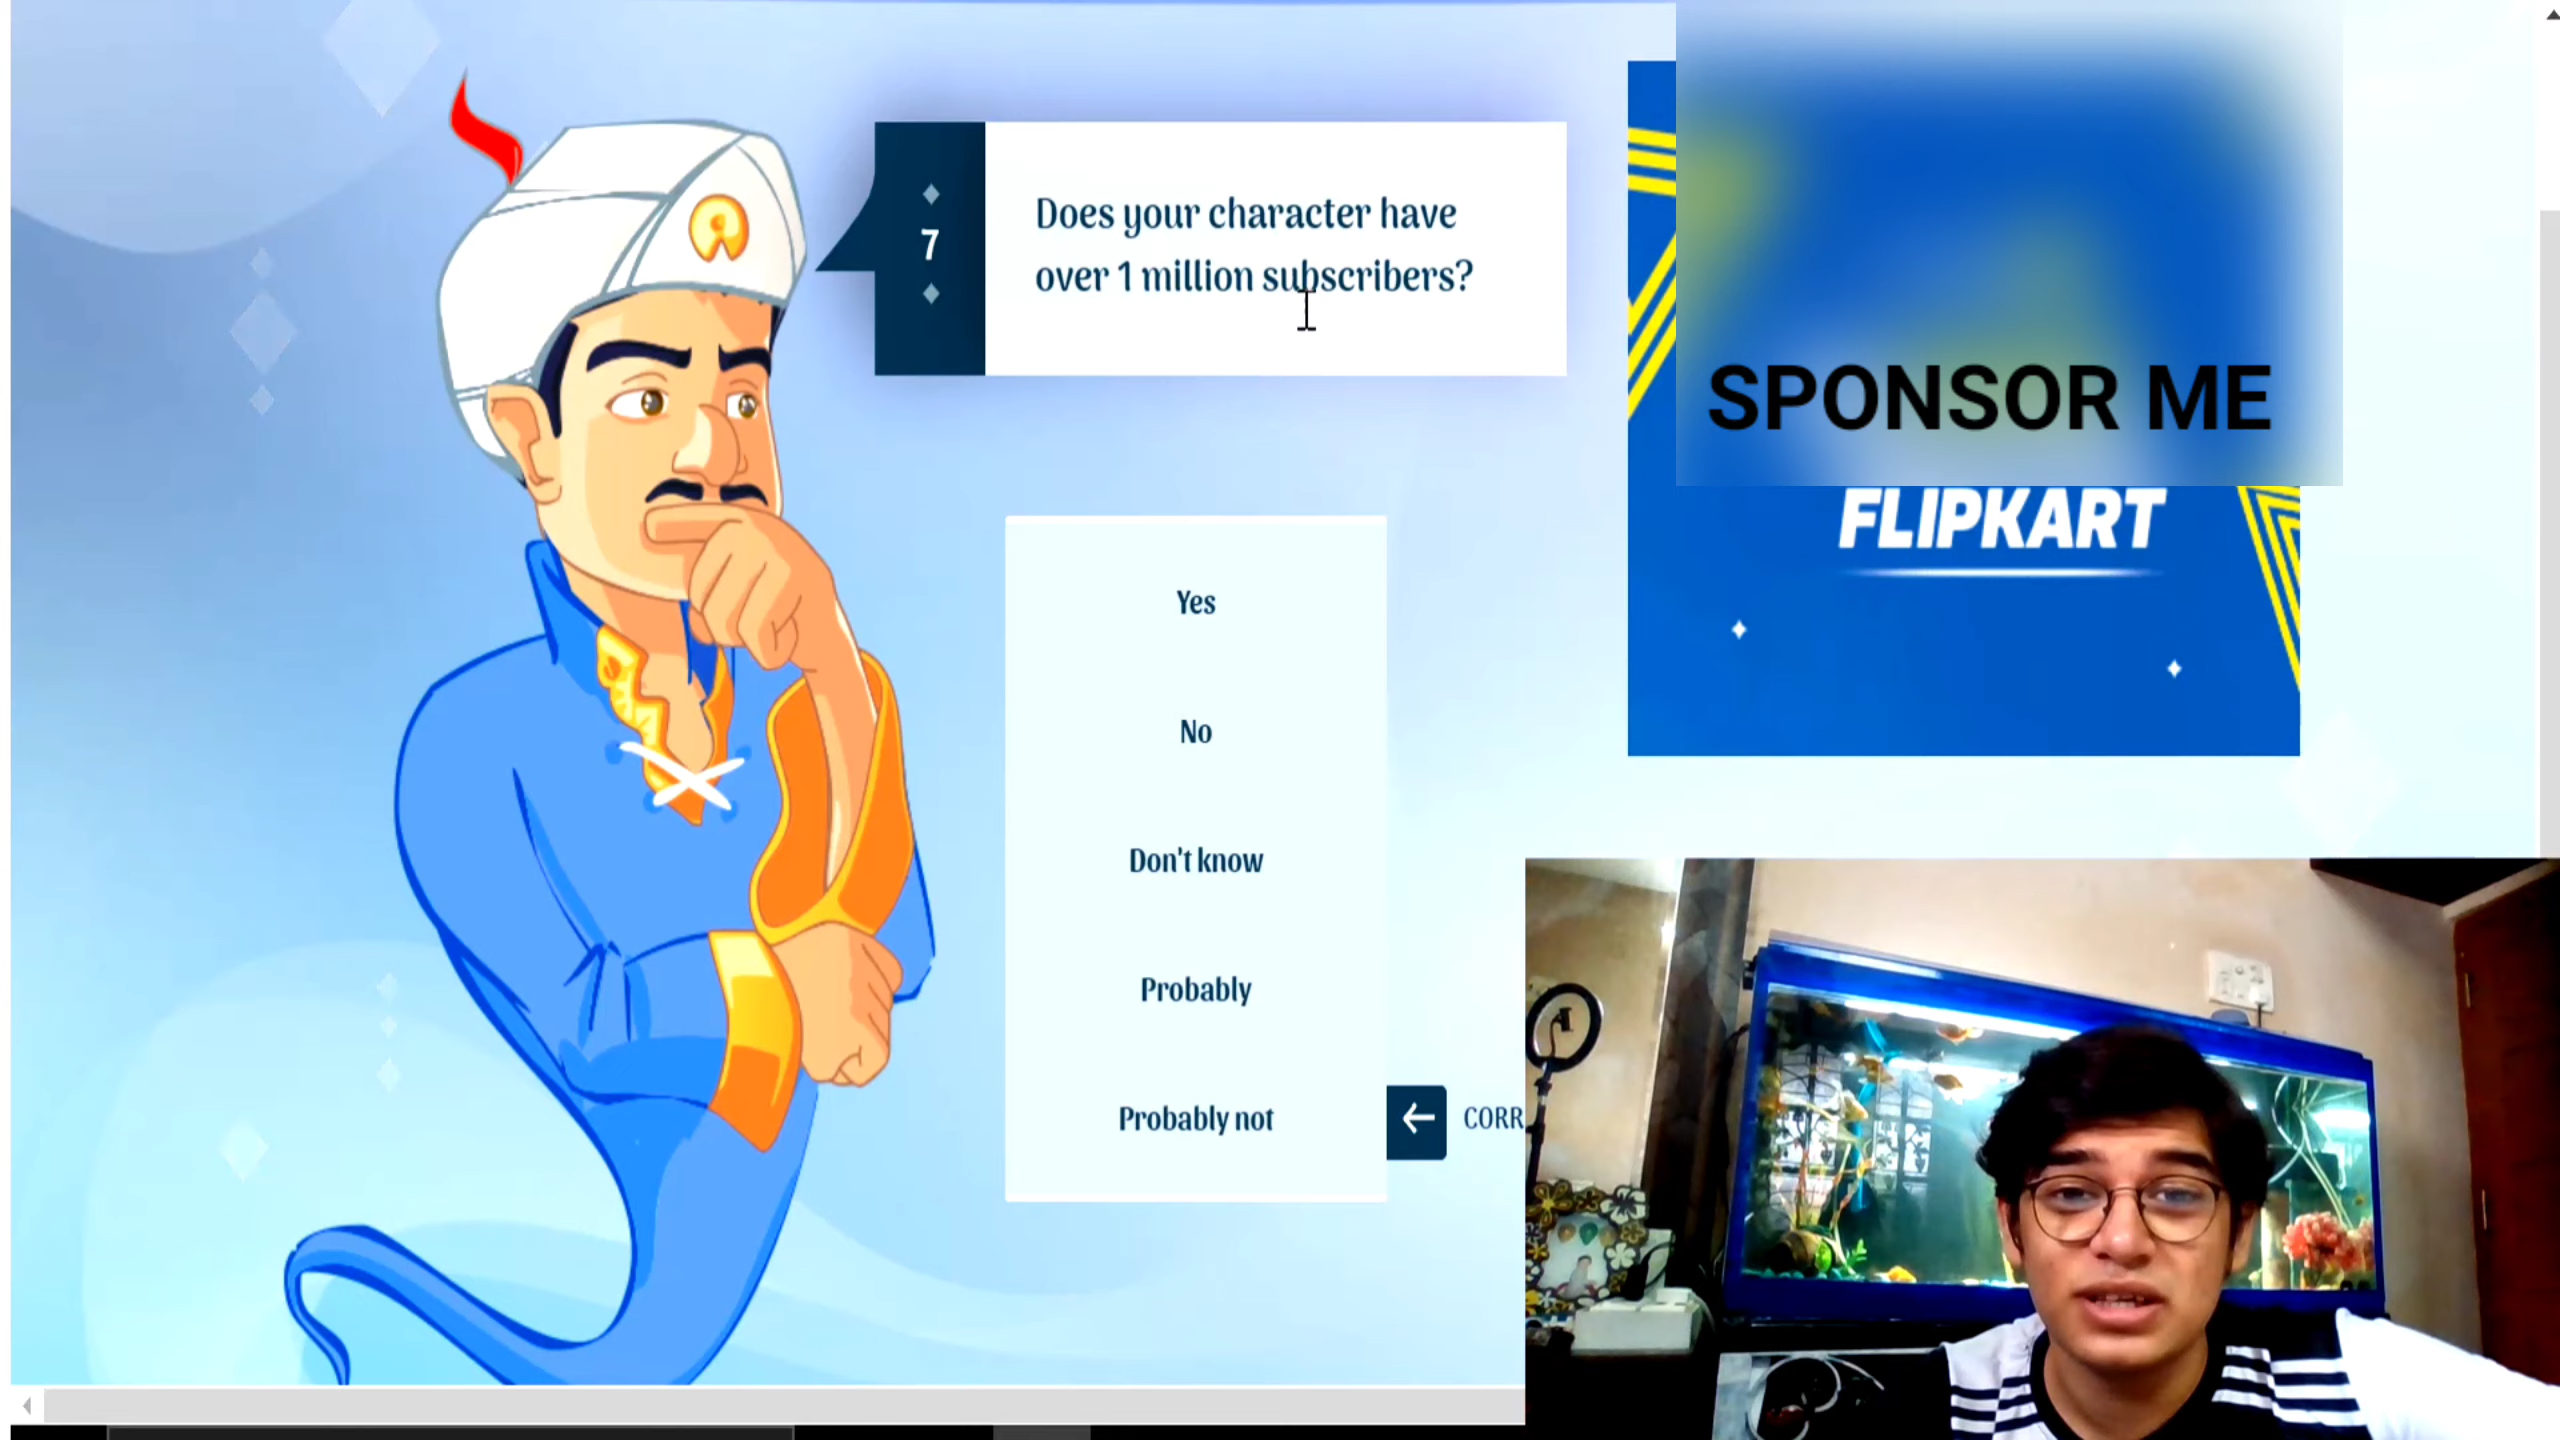 7
Does your character have
over 1 million subscribers?
SPONSOR ME
FLIPKART
Yes
No
Don't know
Probably
Probably not
CORR